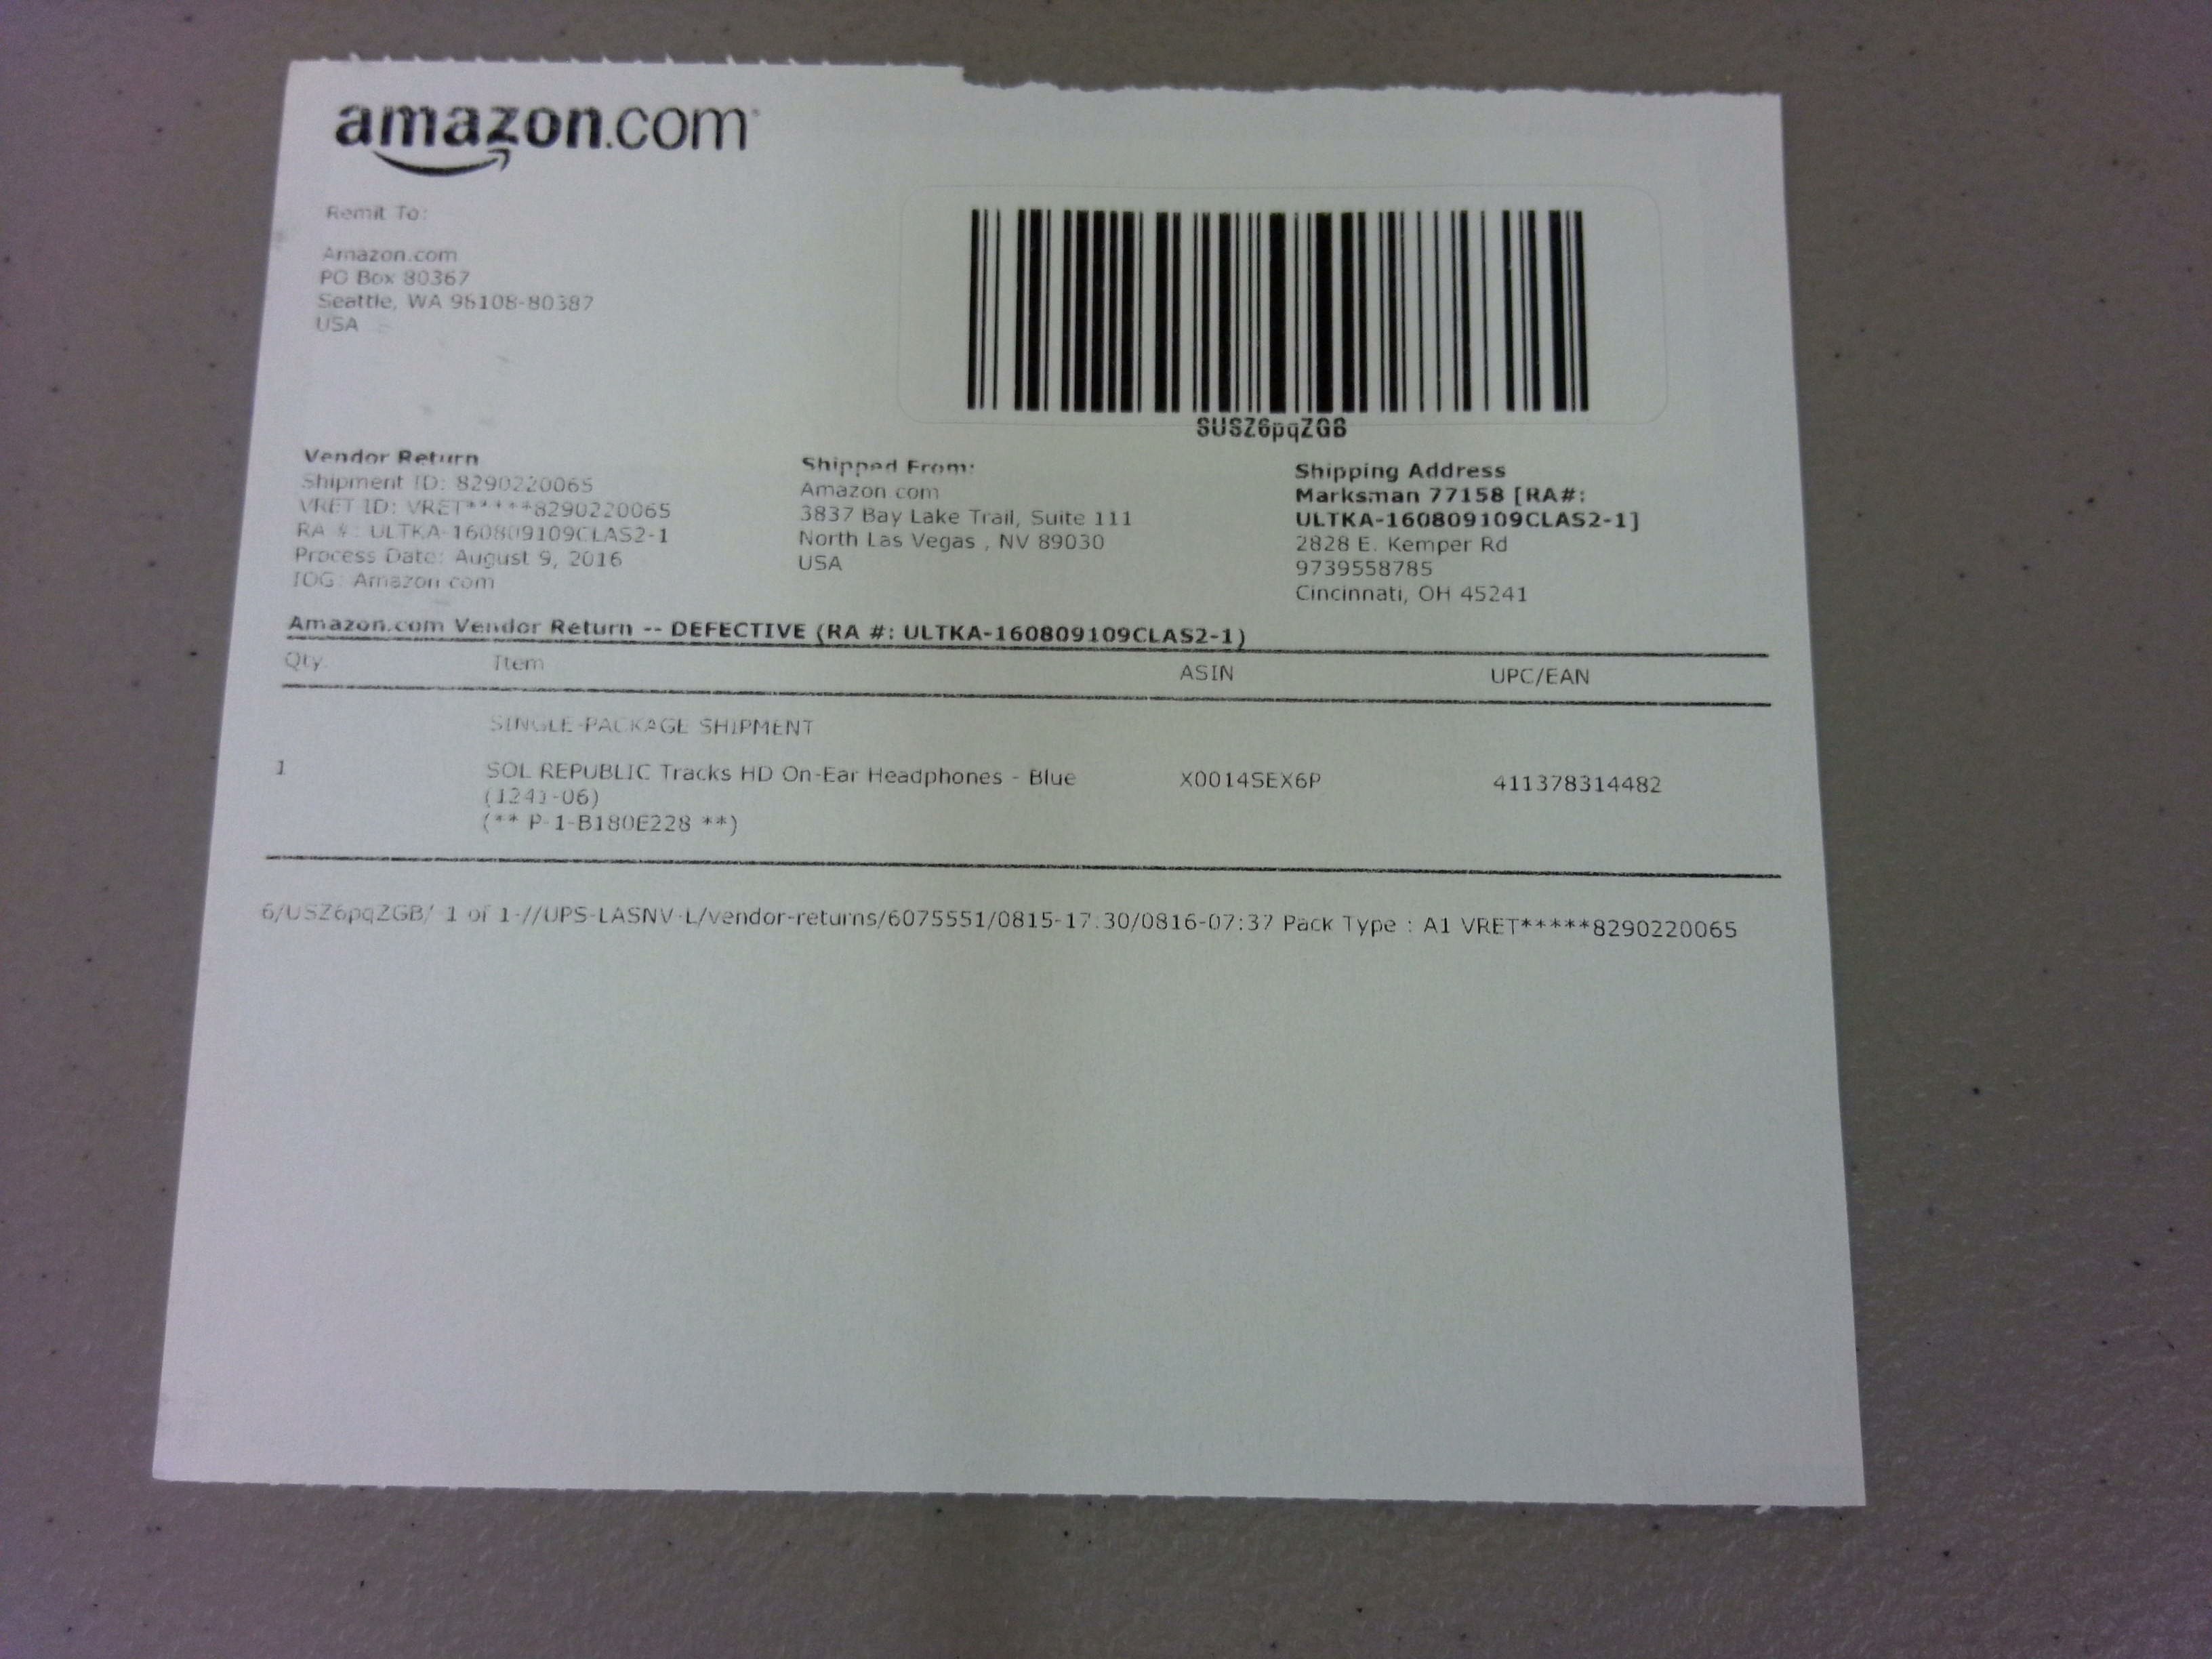 amazon.com
Remit To:
Amazon.com
PO Box 80367
Seattle, WA 98108-80387
USA
SUSZ6pqZGB
Vendor Return
Shipment ID: 8290220065
VRET ID: VRET*****8290220065
RA #: ULTKA-160809109CLAS2-1
Process Date: August 9, 2016
IOG: Amazon.com
Shipped From:
Amazon.com
3837 Bay Lake Trail, Suite 111
North Las Vegas , NV 89030
USA
Shipping Address
Marksman 77158 [RA#:
ULTKA-160809109CLAS2-1]
2828 E. Kemper Rd
9739558785
Cincinnati, OH 45241
Amazon.com Vendor Return -- DEFECTIVE (RA #: ULTKA-160809109CLAS2-1)
Qty. Item ASIN UPC/EAN
SINGLE-PACKAGE SHIPMENT
1 SOL REPUBLIC Tracks HD On-Ear Headphones - Blue X0014SEX6P 411378314482
(1241-06)
(** P-1-B180E228 **)
6/USZ6pqZGB/ 1 of 1-//UPS-LASNV-L/vendor-returns/6075551/0815-17:30/0816-07:37 Pack Type : A1 VRET*****8290220065